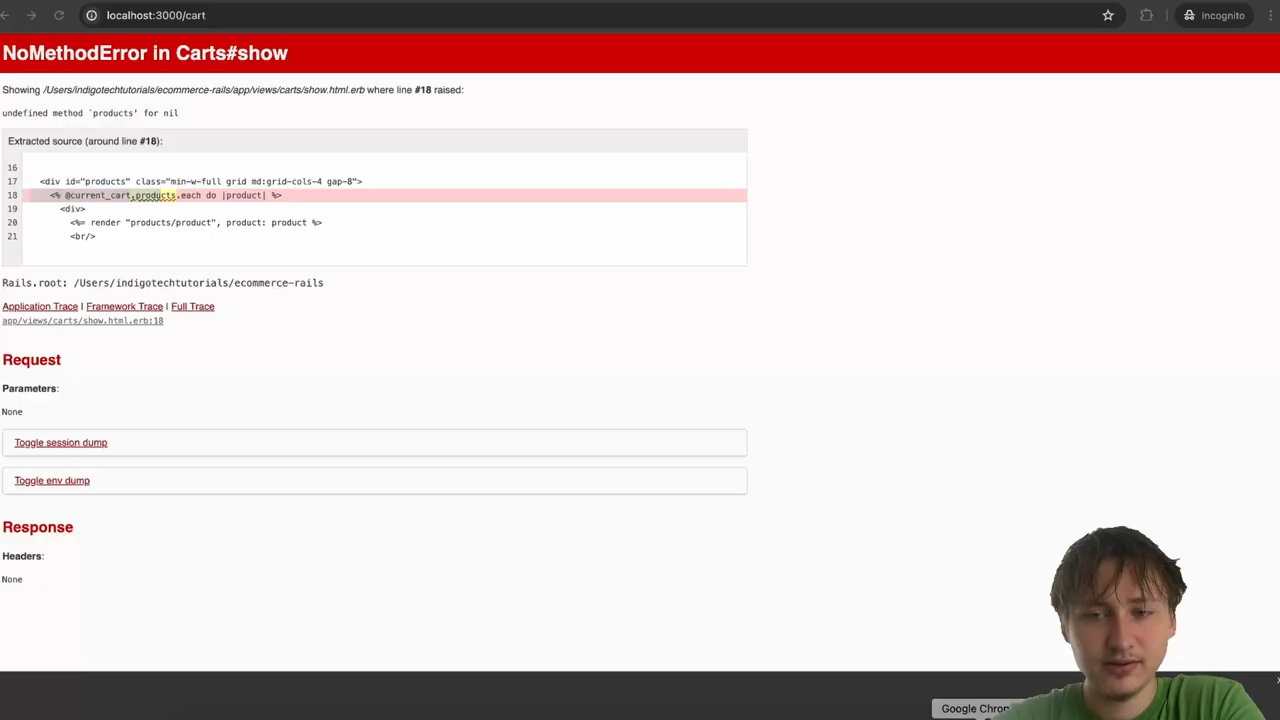 localhost:3000/cart
Incognito
NoMethodError in Carts#show
Showing /Users/indigotechtutorials/ecommerce-rails/app/views/carts/show.html.erb where line #18 raised:
undefined method `products' for nil
Extracted source (around line #18):
16
17 <div id="products" class="min-w-full grid md:grid-cols-4 gap-8">
18 <% @current_cart.products.each do |product| %>
19 <div>
20 <%= render "products/product", product: product %>
21 <br/>
Rails.root: /Users/indigotechtutorials/ecommerce-rails
Application Trace | Framework Trace | Full Trace
app/views/carts/show.html.erb:18
Request
Parameters:
None
Toggle session dump
Toggle env dump
Response
Headers:
None
Google Chrom